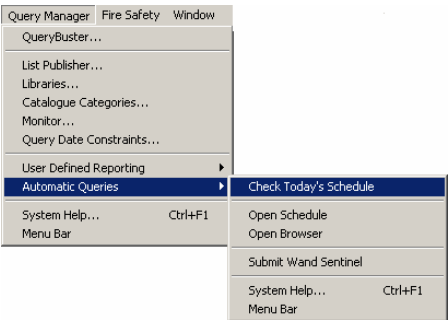 Query Manager Fire Safety Window
QueryBuster...
List Publisher...
Libraries...
Catalogue Categories...
Monitor...
Query Date Constraints...
User Defined Reporting
Automatic Queries
System Help... Ctrl+F1
Menu Bar
Check Today's Schedule
Open Schedule
Open Browser
Submit Wand Sentinel
System Help... Ctrl+F1
Menu Bar